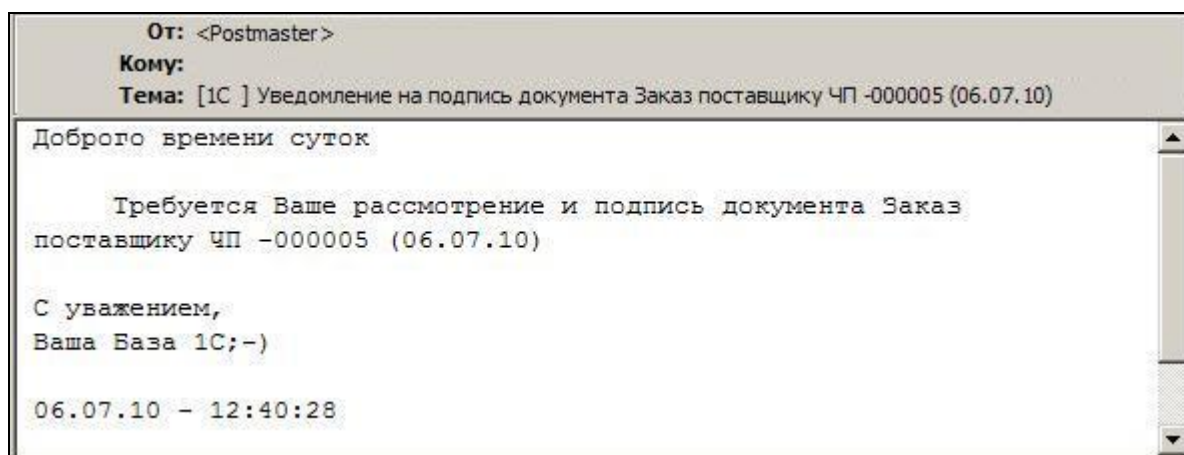 От: <Postmaster>
Кому:
Тема: [1С ] Уведомление на подпись документа Заказ поставщику ЧП -000005 (06.07.10)
Доброго времени суток
Требуется Ваше рассмотрение и подпись документа Заказ
поставщику ЧП -000005 (06.07.10)
С уважением,
Ваша База 1С;-)
06.07.10 - 12:40:28